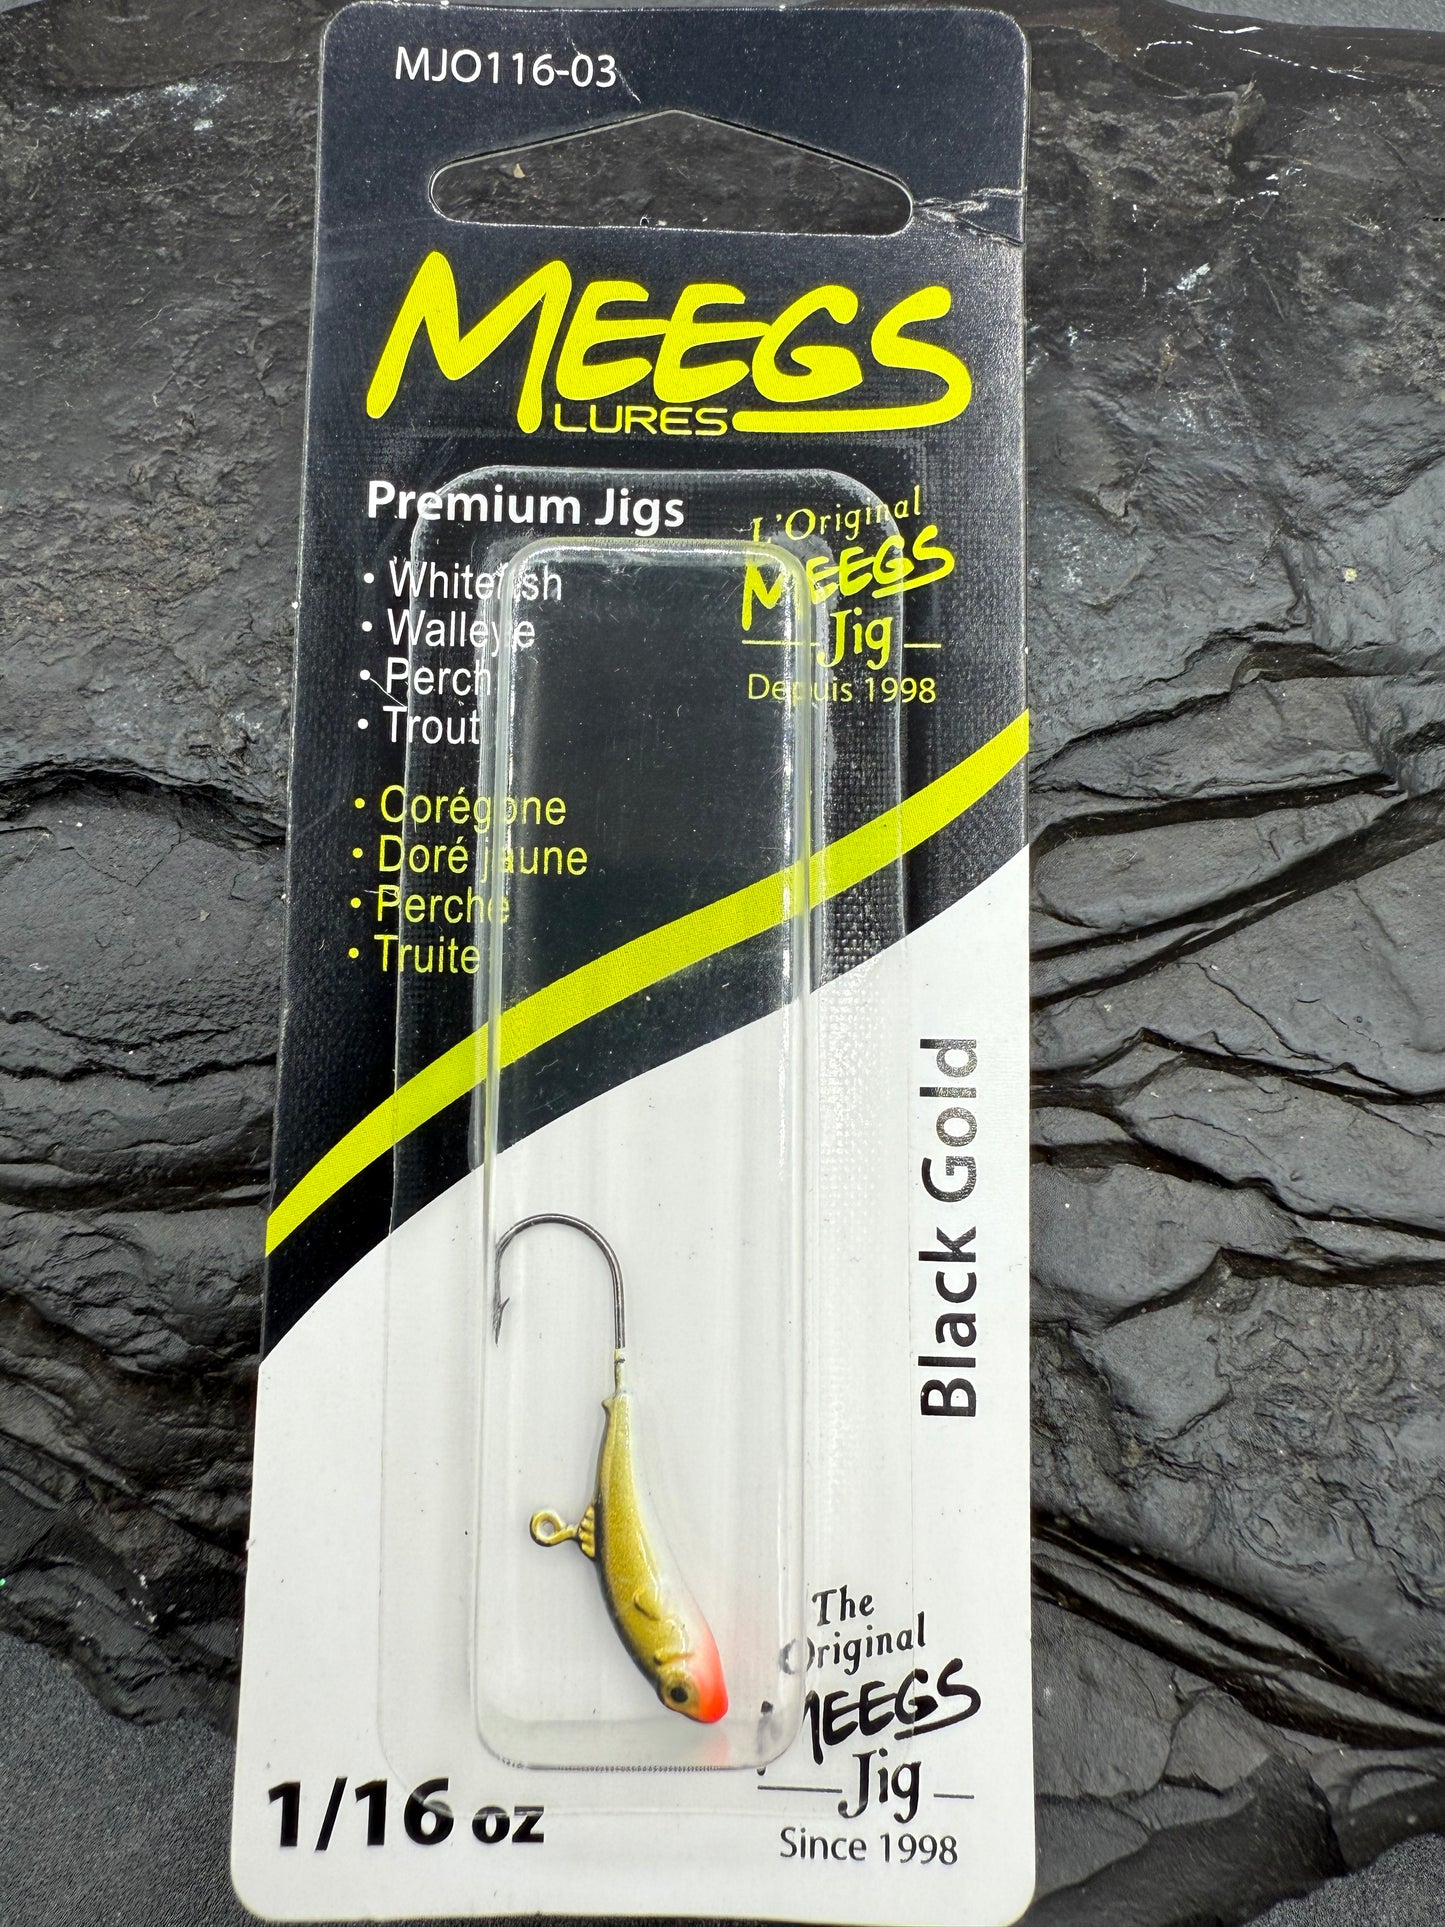 MJO116-03
MEEGS
LURES
Premium Jigs
• Whitefish
• Walleye
• Perch
• Trout
L'Original
MEEGS
Jig
Depuis 1998
• Corégone
• Doré jaune
• Perche
• Truite
Black Gold
The
Original
MEEGS
Jig
Since 1998
1/16 oz